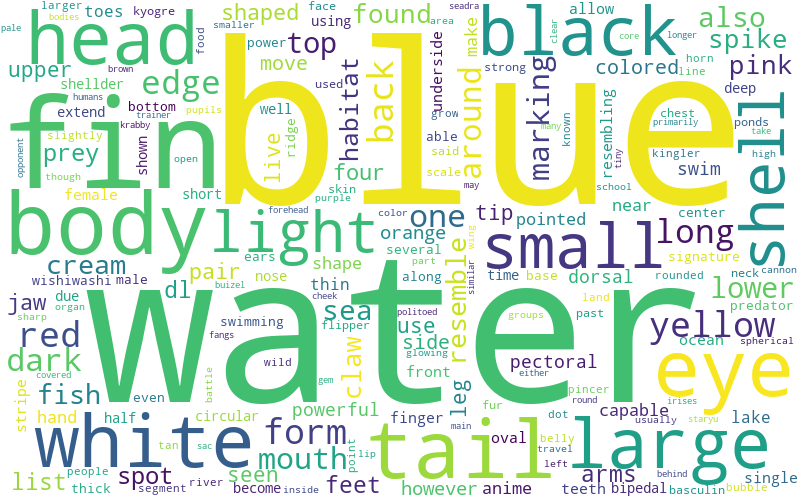 larger
toes
kyogre
shaped
smaller
food
face
using
found
area
seadra
allow
also
pale
bodies
head
black
clear
core
longer
brown
power
top
make
strong
horn
line
spike
upper
shellder
edge
move
used
habitat
back
underside
colored
pink
humans
pupils
trainer
bottom
extend
krabby
fin
blue
well
ridge
live
able
grow
around
marking
many
known
resembling
chest
primarily
deep
ponds
take
high
shell
opponent
slightly
prey
though
shown
open
four
said
scale
tiny
kingler
swim
school
female
short
skin
purple
may
near
center
body
light
forehead
color
one
tip
pointed
small
long
orange
wing
signature
cream
ears
several
shape
resemble
similar
pair
nose
part
along
time
base
dorsal
rounded
neck
cannon
wishiwashi
male
buizel
thin
cheek
jaw
due
organ
dl
sea
flipper
politoed
use
groups
land
past
lower
predator
sharp
red
swimming
fangs
water
side
yellow
ocean
spherical
dark
covered
wild
gem
glowing
front
claw
leg
pectoral
either
pincer
round
eye
fish
even
battle
powerful
fur
main
capable
usually
irises
staryu
lake
stripe
hand
half
circular
finger
dot
white
tan
sac
form
point
flip
tail
oval
belly
travel
left
large
people
mouth
arms
behind
list
thick
spot
segment
river
seen
become
inside
feet
however
anime
teeth
bipedal
basculin
bubble
single